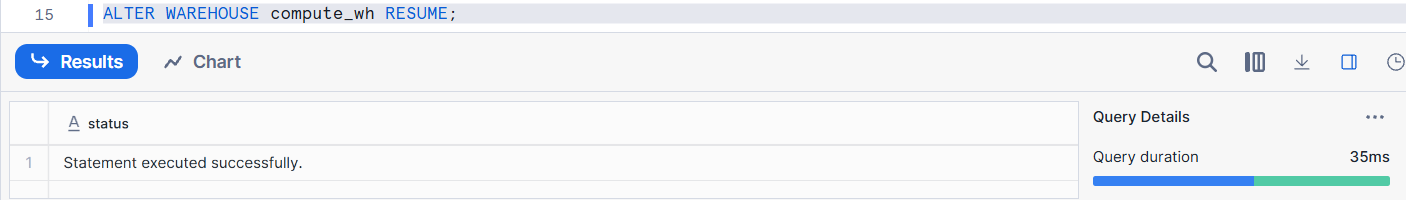 15 ALTER WAREHOUSE compute_wh RESUME;
Results Chart
A status
Query Details
1 Statement executed successfully.
Query duration 35ms